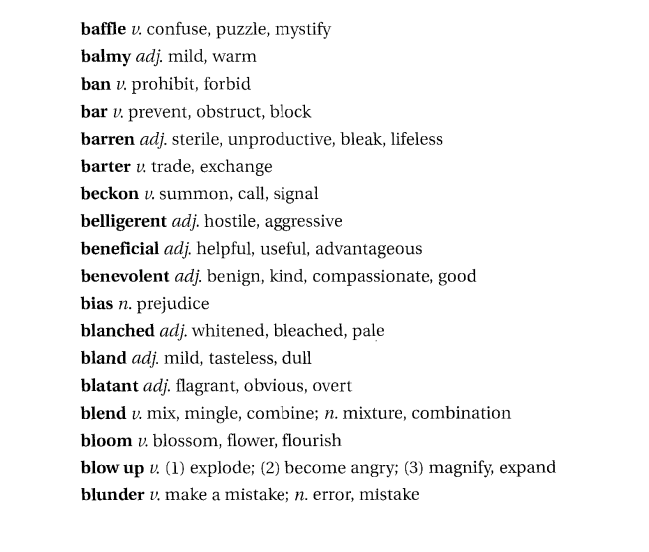 baffle v. confuse, puzzle, mystify
balmy adj. mild, warm
ban v. prohibit, forbid
bar v. prevent, obstruct, block
barren adj. sterile, unproductive, bleak, lifeless
barter v. trade, exchange
beckon v. summon, call, signal
belligerent adj. hostile, aggressive
beneficial adj. helpful, useful, advantageous
benevolent adj. benign, kind, compassionate, good
bias n. prejudice
blanched adj. whitened, bleached, pale
bland adj. mild, tasteless, dull
blatant adj. flagrant, obvious, overt
blend v. mix, mingle, combine; n. mixture, combination
bloom v. blossom, flower, flourish
blow up v. (1) explode; (2) become angry; (3) magnify, expand
blunder v. make a mistake; n. error, mistake